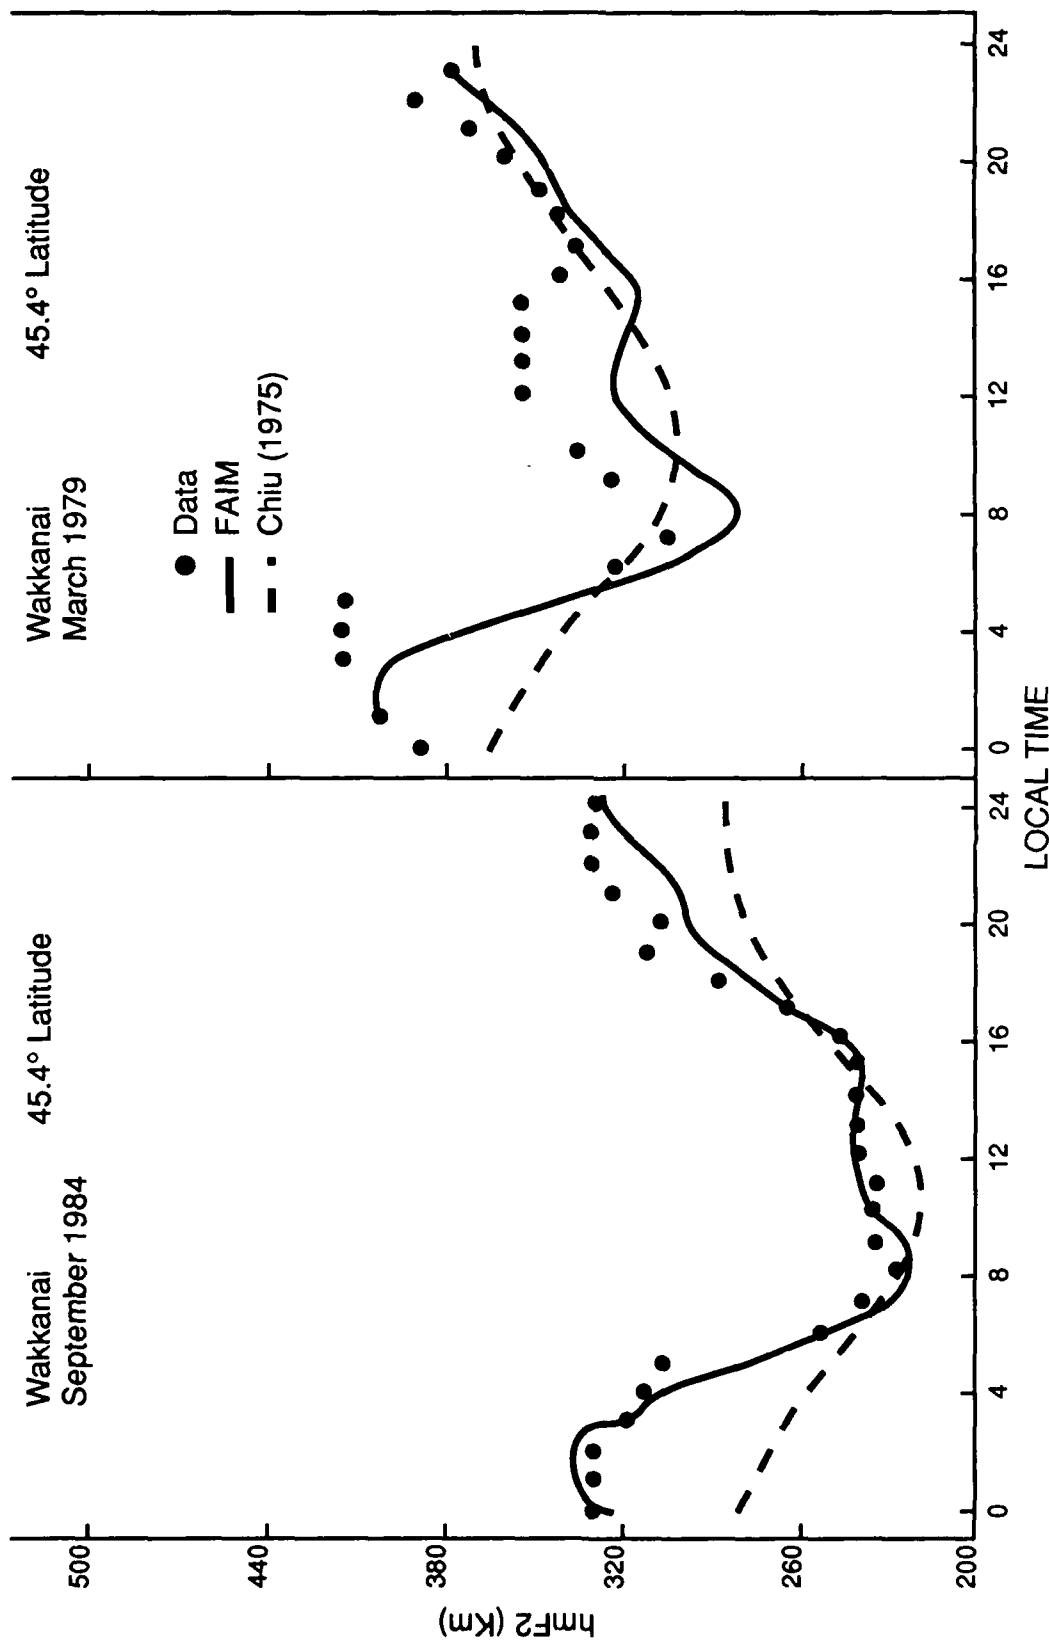 Wakkanai
September 1984
45.4° Latitude
Wakkanai
March 1979
45.4° Latitude
Data
FAIM
Chiu (1975)
hmF2 (Km)
500
440
380
320
260
200
0 4 8 12 16 20 24
0 4 8 12 16 20 24
LOCAL TIME